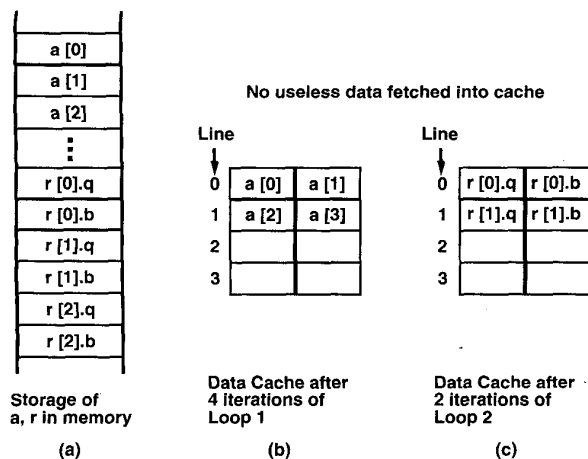 a [0]
a [1]
a [2]
r [0].q
r [0].b
r [1].q
r [1].b
r [2].q
r [2].b
Storage of
a, r in memory
(a)
No useless data fetched into cache
Line
0 a [0] a [1]
1 a [2] a [3]
2
3
Data Cache after
4 iterations of
Loop 1
(b)
Line
0 r [0].q r [0].b
1 r [1].q r [1].b
2
3
Data Cache after
2 iterations of
Loop 2
(c)